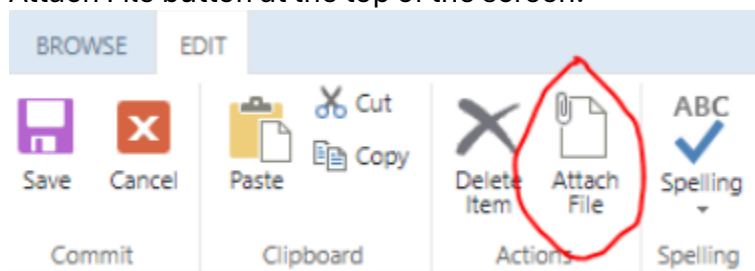 Attach File button at the top of the screen.
BROWSE EDIT
Save Cancel Paste Cut Copy Delete Item Attach File ABC Spelling
Commit Clipboard Actions Spelling